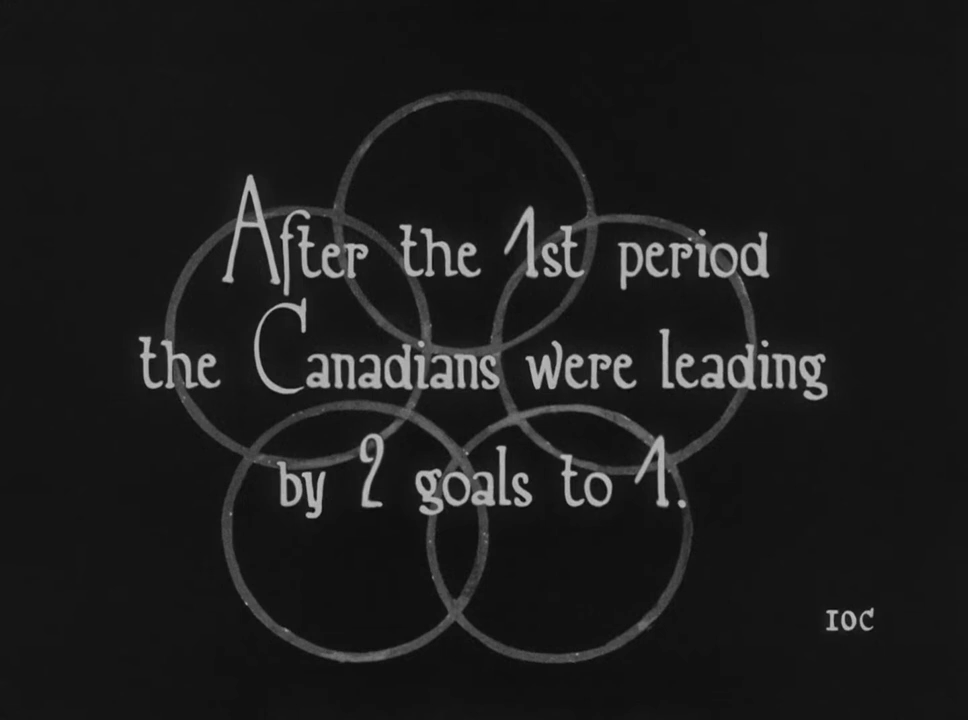 After the 1st period
the Canadians were leading
by 2 goals to 1.
IOC